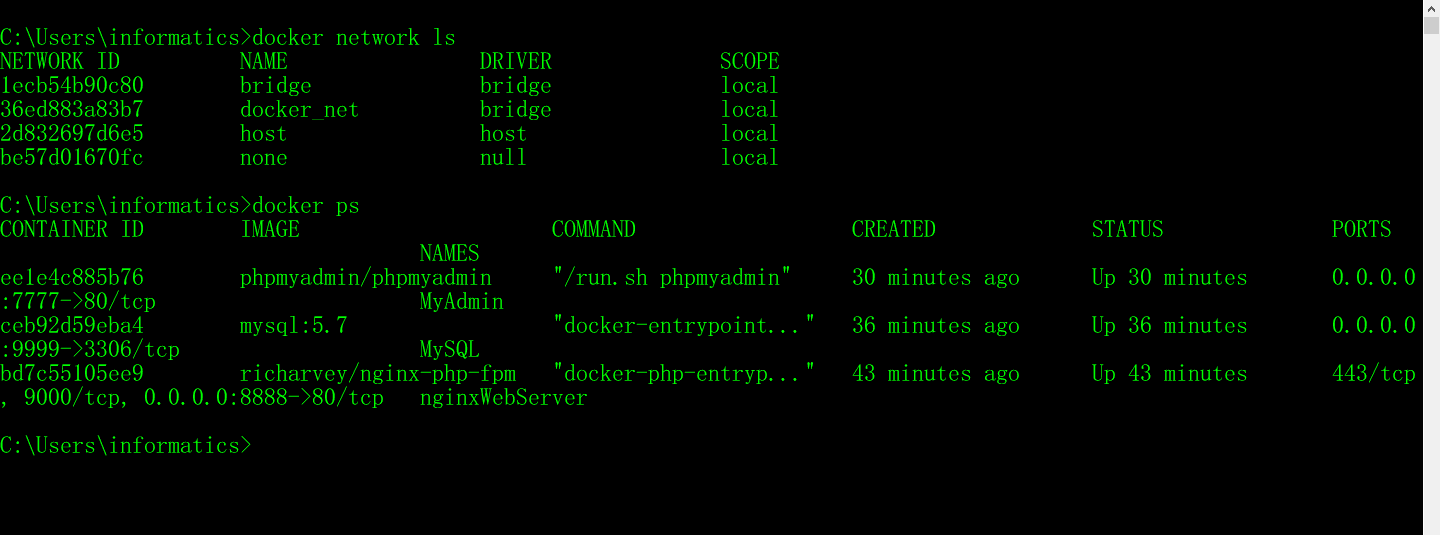 C:\Users\informatics>docker network ls
NETWORK ID NAME DRIVER SCOPE
1ecb54b90c80 bridge bridge local
36ed883a83b7 docker_net bridge local
2d832697d6e5 host host local
be57d01670fc none null local
C:\Users\informatics>docker ps
CONTAINER ID IMAGE COMMAND CREATED STATUS PORTS
NAMES
ee1e4c885b76 phpmyadmin/phpmyadmin "/run.sh phpmyadmin" 30 minutes ago Up 30 minutes 0.0.0.0
:7777->80/tcp MyAdmin
ceb92d59eba4 mysql:5.7 "docker-entrypoint..." 36 minutes ago Up 36 minutes 0.0.0.0
:9999->3306/tcp MySQL
bd7c55105ee9 richarvey/nginx-php-fpm "docker-php-entryp..." 43 minutes ago Up 43 minutes 443/tcp
, 9000/tcp, 0.0.0.0:8888->80/tcp nginxWebServer
C:\Users\informatics>